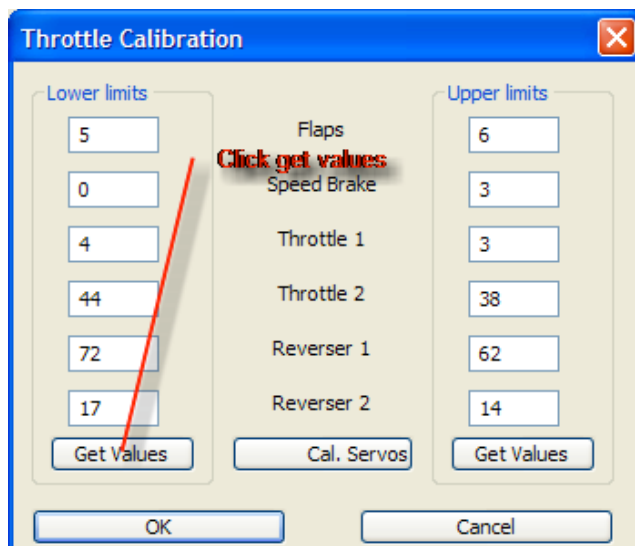 Throttle Calibration
Lower limits
Upper limits
5 Flaps 6
Click get values
0 Speed Brake 3
4 Throttle 1 3
44 Throttle 2 38
72 Reverser 1 62
17 Reverser 2 14
Get Values Cal. Servos Get Values
OK Cancel